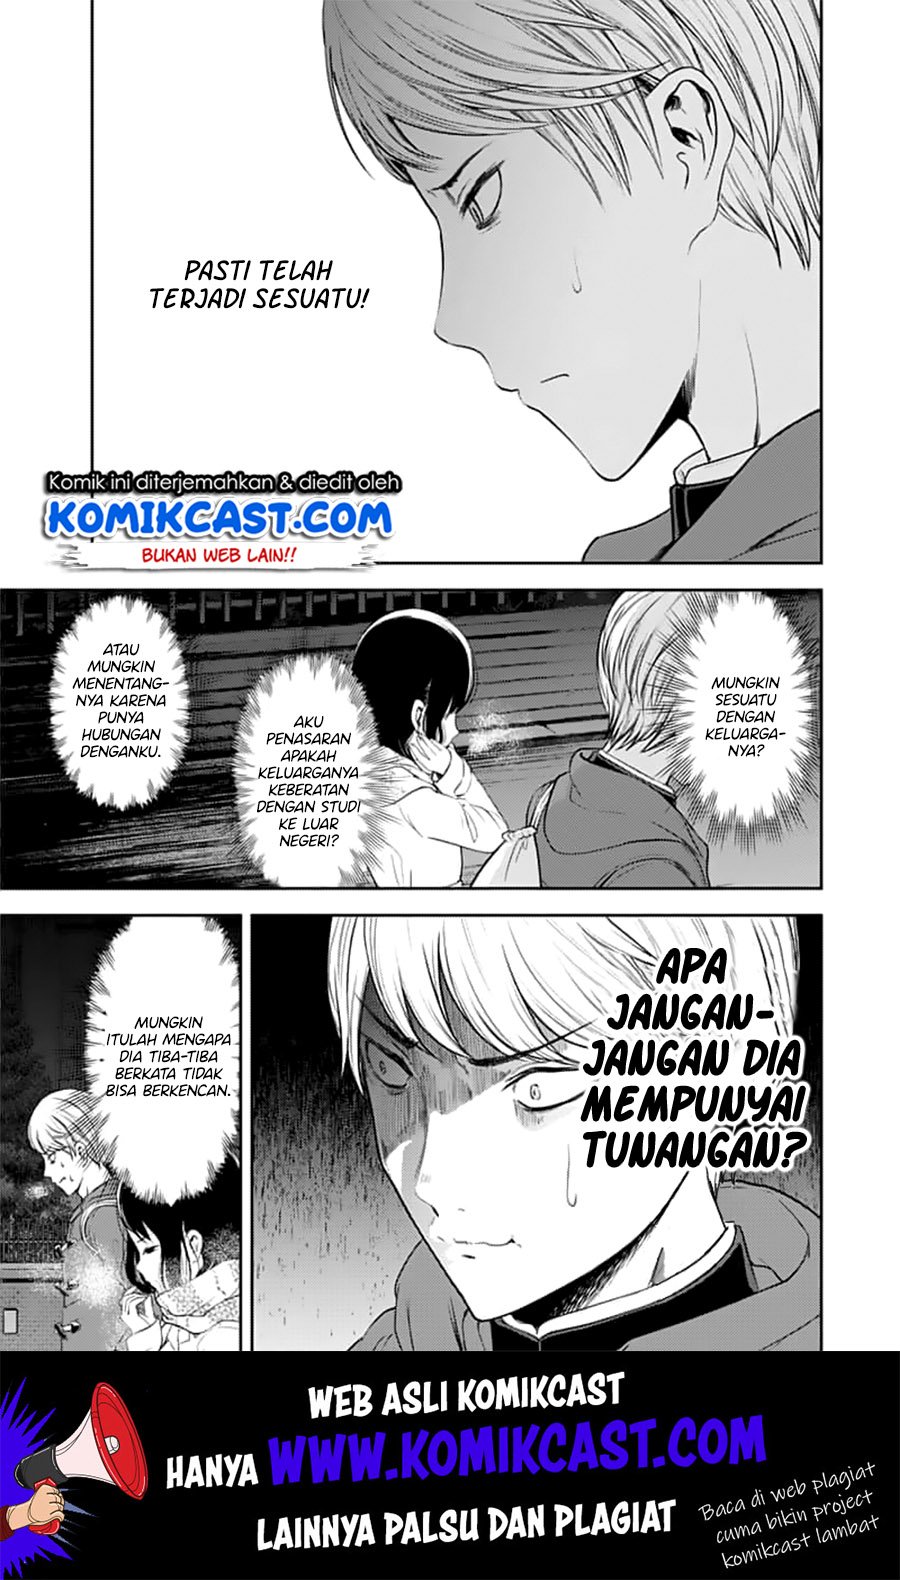 PASTI TELAH
TERJADI SESUATU!
Komik ini diterjemahkan & diedit oleh
KOMIKCAST.COM
BUKAN WEB LAIN!!
MUNGKIN
SESUATU
DENGAN
KELUARGA-
NYA?
AKU
PENASARAN
APAKAH
KELUARGANYA
KEBERATAN
DENGAN STUDI
KE LUAR
NEGERI?
ATAU
MUNGKIN
MENENTANG-
NYA KARENA
PUNYA
HUBUNGAN
DENGANKU.
APA
JANGAN-
JANGAN DIA
MEMPUNYAI
TUNANGAN?
MUNGKIN
ITULAH MENGAPA
DIA TIBA-TIBA
BERKATA TIDAK
BISA BERKENCAN.
WEB ASLI KOMIKCAST
HANYA WWW.KOMIKCAST.COM
LAINNYA PALSU DAN PLAGIAT
Baca di web plagiat
cuma bikin project
komikcast lambat